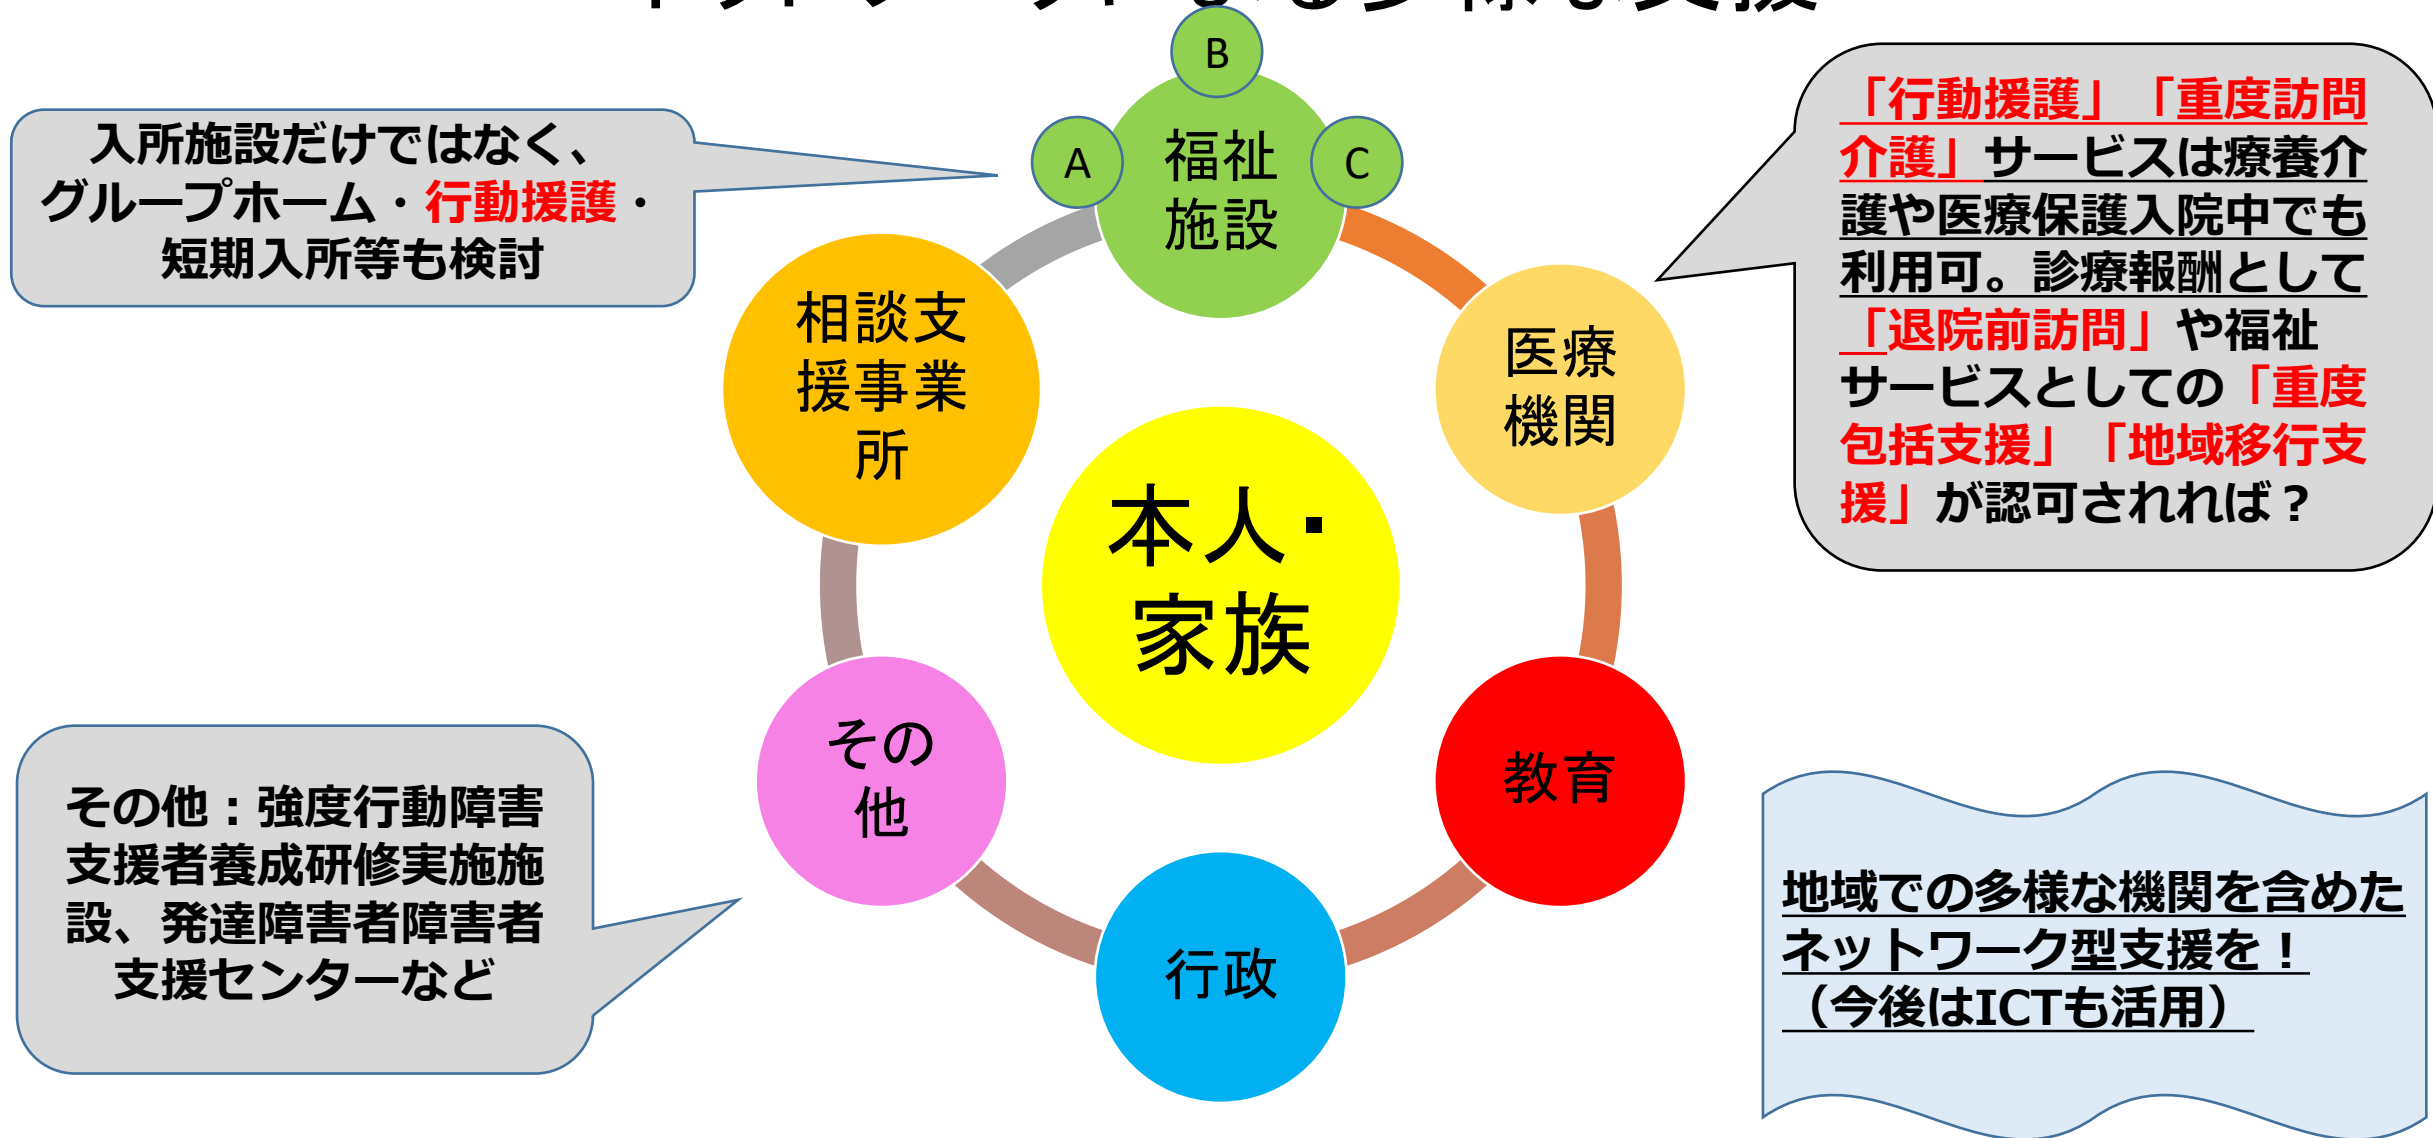 入所施設だけではなく、
グループホーム・行動援護・
短期入所等も検討
B
A
C
福祉
施設
「行動援護」「重度訪問
介護」サービスは療養介
護や医療保護入院中でも
利用可。診療報酬として
「退院前訪問」や福祉
サービスとしての「重度
包括支援」「地域移行支
援」が認可されれば？
相談支
援事業
所
医療
機関
本人・
家族
その
他
教育
行政
その他：強度行動障害
支援者養成研修実施施
設、発達障害者障害者
支援センターなど
地域での多様な機関を含めた
ネットワーク型支援を！
（今後はICTも活用）